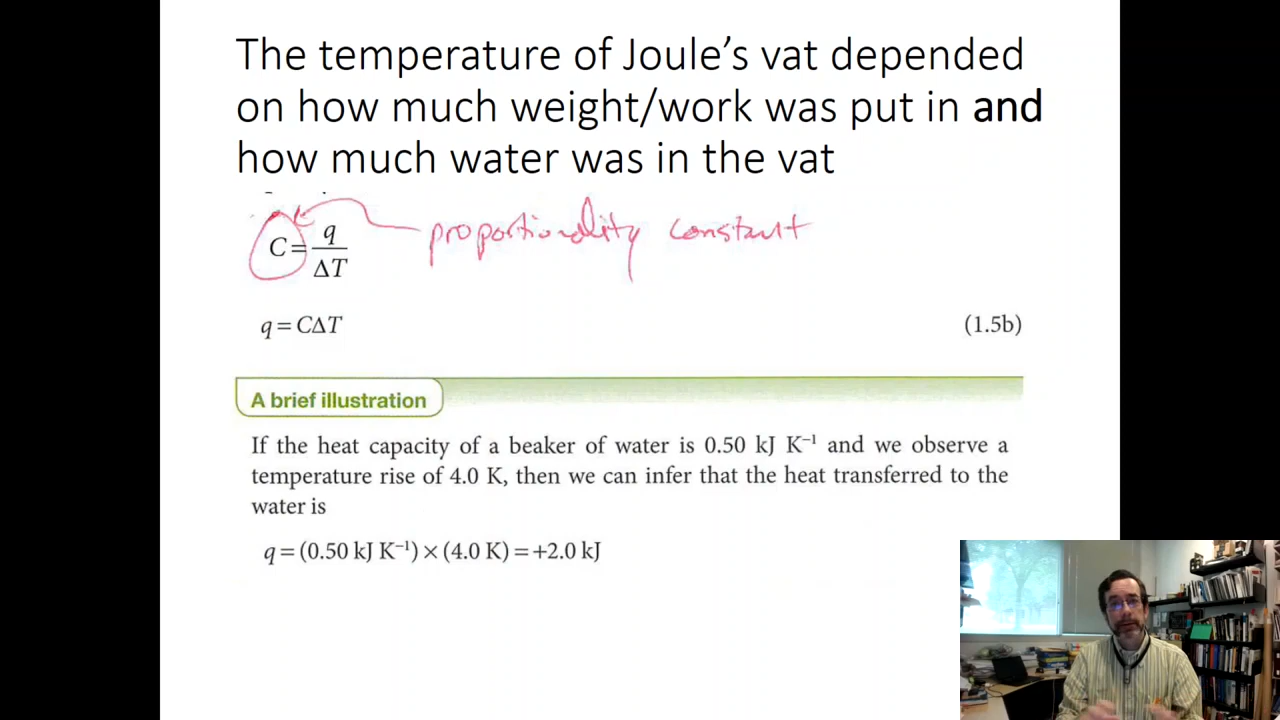 The temperature of Joule’s vat depended
on how much weight/work was put in and
how much water was in the vat
C = q/ΔT proportionality constant
q = CΔT (1.5b)
A brief illustration
If the heat capacity of a beaker of water is 0.50 kJ K⁻¹ and we observe a
temperature rise of 4.0 K, then we can infer that the heat transferred to the
water is
q = (0.50 kJ K⁻¹) × (4.0 K) = +2.0 kJ